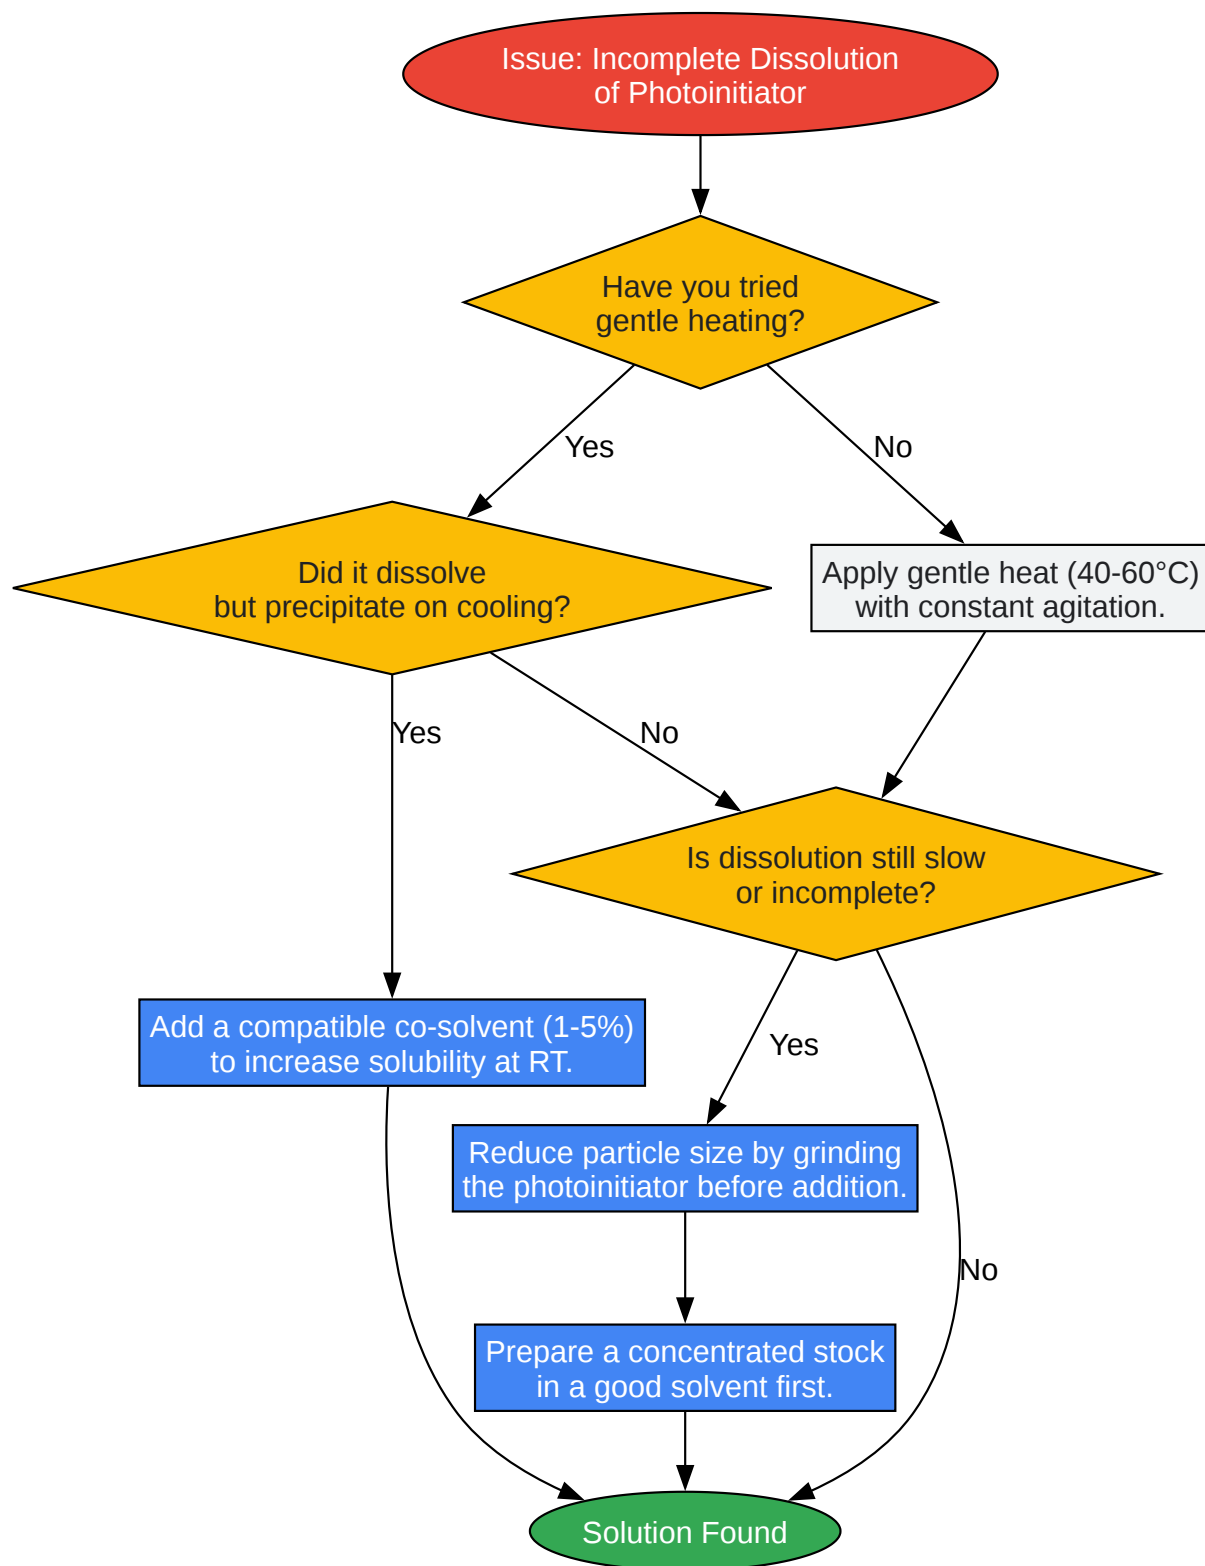 Issue: Incomplete Dissolution
of Photoinitiator
Have you tried
gentle heating?
Yes
No
Did it dissolve
but precipitate on cooling?
Apply gentle heat (40-60°C)
with constant agitation.
Yes
No
Is dissolution still slow
or incomplete?
Add a compatible co-solvent (1-5%)
to increase solubility at RT.
Yes
Reduce particle size by grinding
the photoinitiator before addition.
No
Prepare a concentrated stock
in a good solvent first.
Solution Found